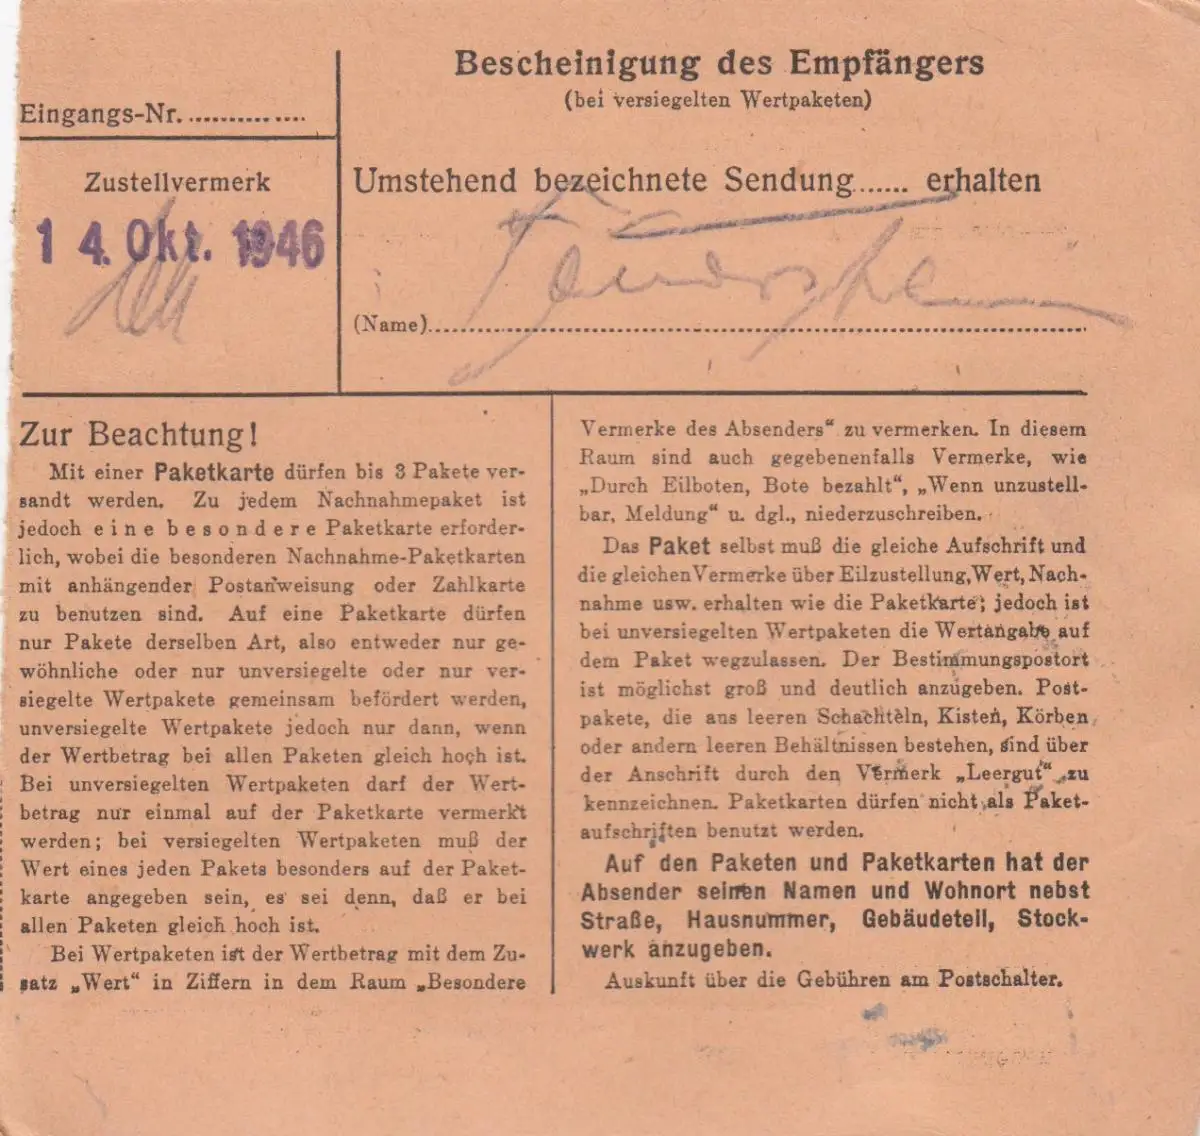 Bescheinigung des Empfängers
(bei versiegelten Wertpaketen)
Eingangs-Nr.
Zustellvermerk
14. Okt. 1946
Umstehend bezeichnete Sendung...... erhalten
(Name)
Zur Beachtung!
Mit einer Paketkarte dürfen bis 3 Pakete ver-
sandt werden. Zu jedem Nachnahmepaket ist
jedoch eine besondere Paketkarte erforder-
lich, wobei die besonderen Nachnahme-Paketkarten
mit anhängender Postanweisung oder Zahlkarte
zu benutzen sind. Auf eine Paketkarte dürfen
nur Pakete derselben Art, also entweder nur ge-
wöhnliche oder nur unversiegelte oder nur ver-
siegelte Wertpakete gemeinsam befördert werden,
unversiegelte Wertpakete jedoch nur dann, wenn
der Wertbetrag bei allen Paketen gleich hoch ist.
Bei unversiegelten Wertpaketen darf der Wert-
betrag nur einmal auf der Paketkarte vermerkt
werden; bei versiegelten Wertpaketen muß der
Wert eines jeden Pakets besonders auf der Paket-
karte angegeben sein, es sei denn, daß er bei
allen Paketen gleich hoch ist.
Bei Wertpaketen ist der Wertbetrag mit dem Zu-
satz „Wert“ in Ziffern in dem Raum „Besondere
Vermerke des Absenders“ zu vermerken. In diesem
Raum sind auch gegebenenfalls Vermerke, wie
„Durch Eilboten, Bote bezahlt“, „Wenn unzustell-
bar, Meldung“ u. dgl., niederzuschreiben.
Das Paket selbst muß die gleiche Aufschrift und
die gleichen Vermerke über Eilzustellung, Wert, Nach-
nahme usw. erhalten wie die Paketkarte; jedoch ist
bei unversiegelten Wertpaketen die Wertangabe auf
dem Paket wegzulassen. Der Bestimmungspostort
ist möglichst groß und deutlich anzugeben. Post-
pakete, die aus leeren Schachteln, Kisten, Körben
oder andern leeren Behältnissen bestehen, sind über
der Anschrift durch den Vermerk „Leergut“ zu
kennzeichnen. Paketkarten dürfen nicht als Paket-
aufschriften benutzt werden.
Auf den Paketen und Paketkarten hat der
Absender seinen Namen und Wohnort nebst
Straße, Hausnummer, Gebäudeteil, Stock-
werk anzugeben.
Auskunft über die Gebühren am Postschalter.